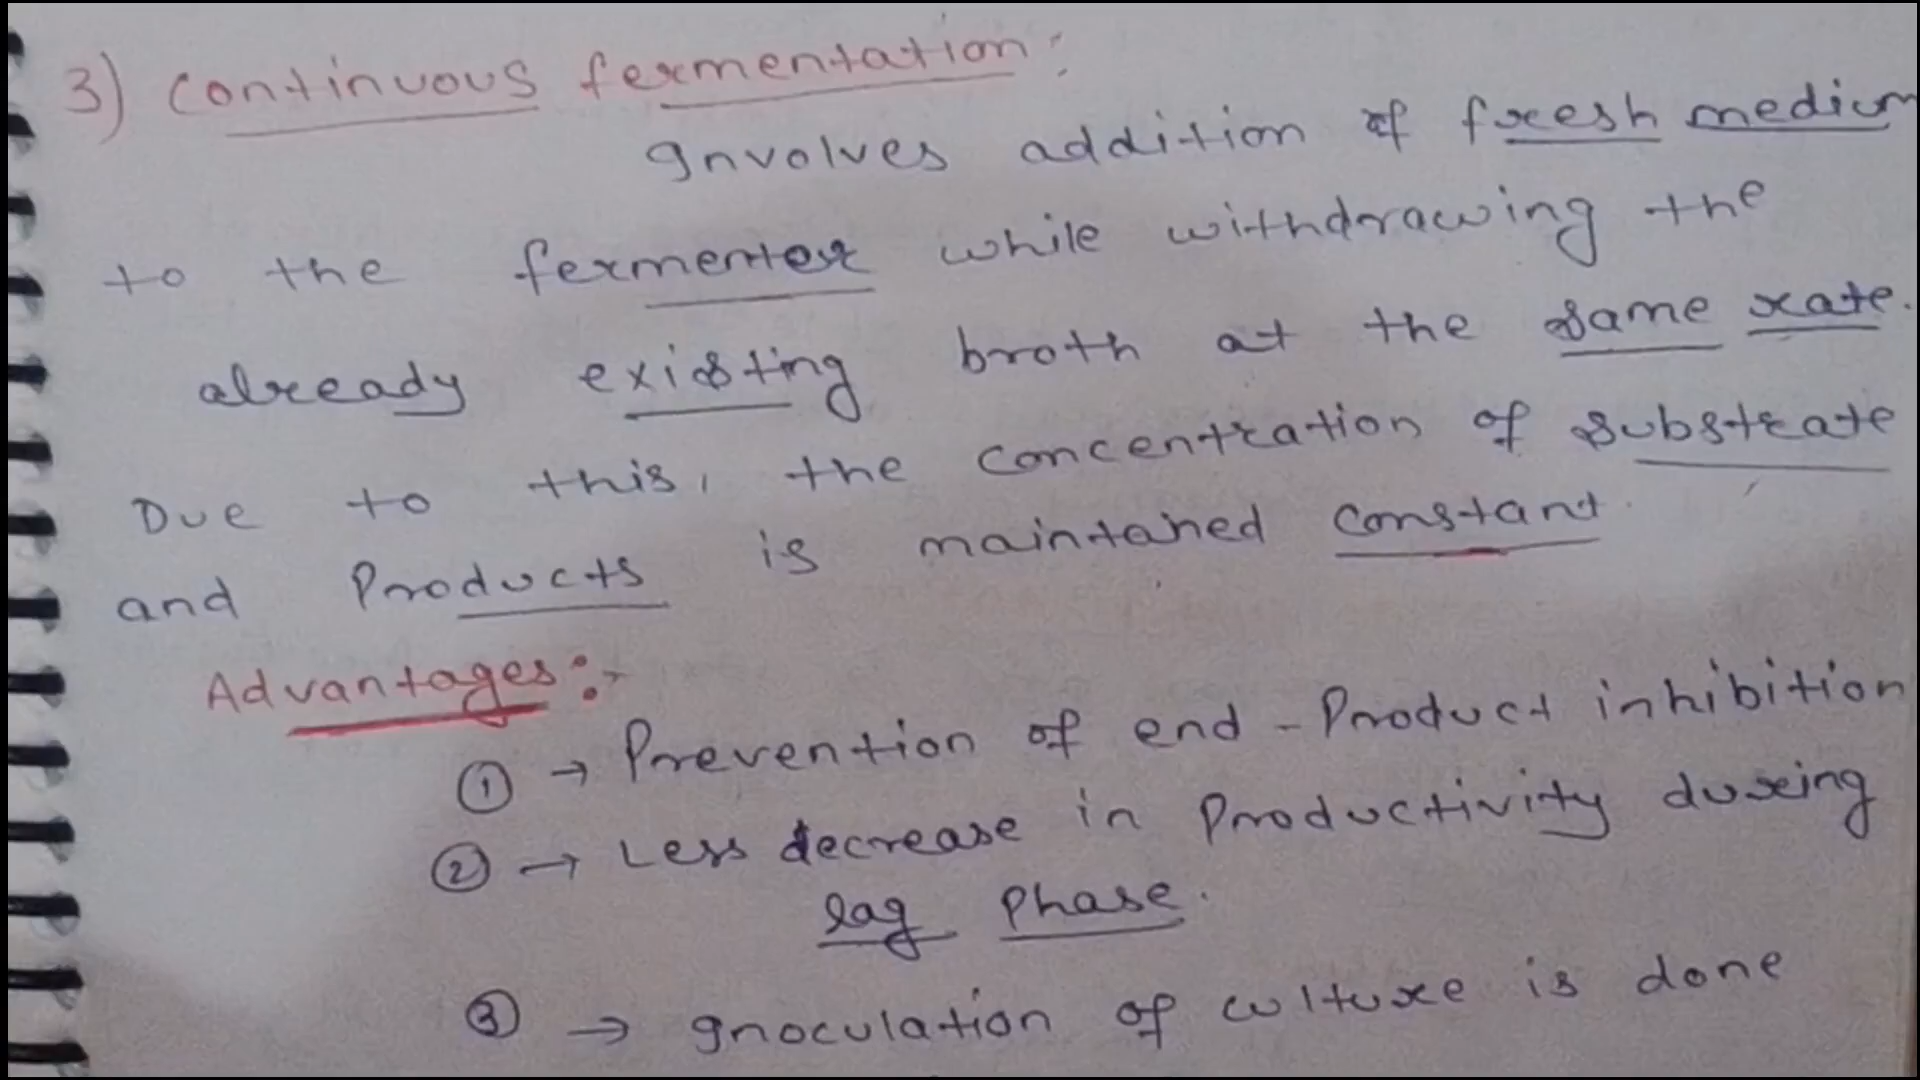 3) Continuous fermentation:
Involves addition of fresh medium
to the fermenter while withdrawing the
already existing broth at the same rate.
Due to this, the concentration of substrate
and Products is maintained constant.
Advantages:-
① → Prevention of end-Product inhibition
② → Less decrease in Productivity during
lag Phase.
③ → Inoculation of culture is done